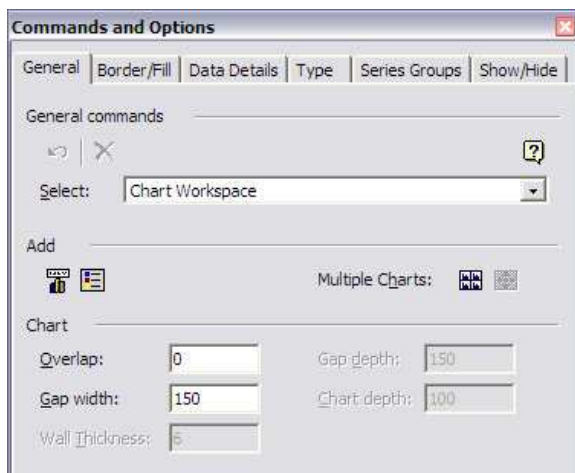 Commands and Options
General Border/Fill Data Details Type Series Groups Show/Hide
General commands
Select: Chart Workspace
Add
Multiple Charts:
Chart
Overlap: 0 Gap depth: 150
Gap width: 150 Chart depth: 100
Wall Thickness: 6